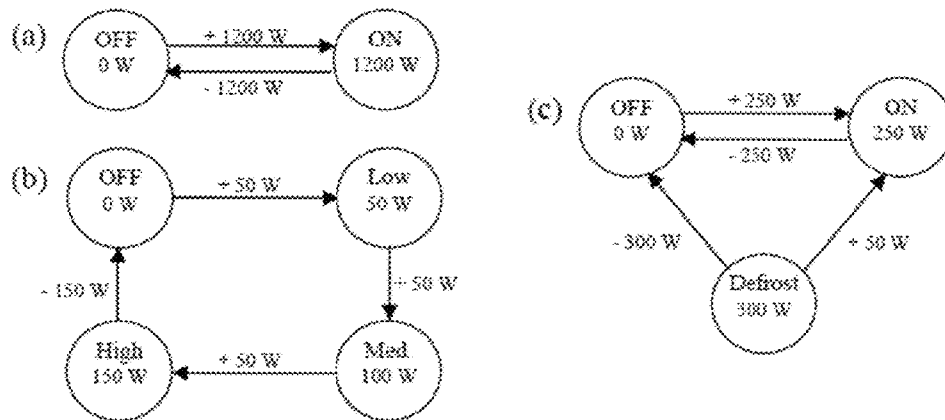 (a)
OFF
0 W
+ 1200 W
- 1200 W
ON
1200 W
(b)
OFF
0 W
+ 50 W
Low
50 W
+ 50 W
Med.
100 W
+ 50 W
High
150 W
- 150 W
(c)
OFF
0 W
+ 250 W
- 250 W
ON
250 W
- 300 W
+ 50 W
Defrost
300 W